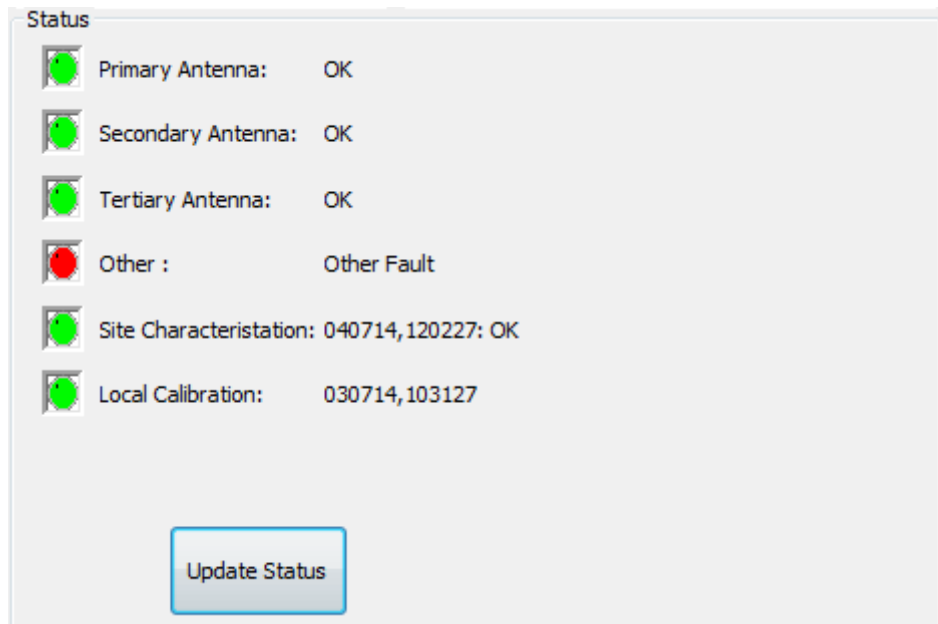 Status
Primary Antenna: OK
Secondary Antenna: OK
Tertiary Antenna: OK
Other : Other Fault
Site Characteristation: 040714,120227: OK
Local Calibration: 030714,103127
Update Status